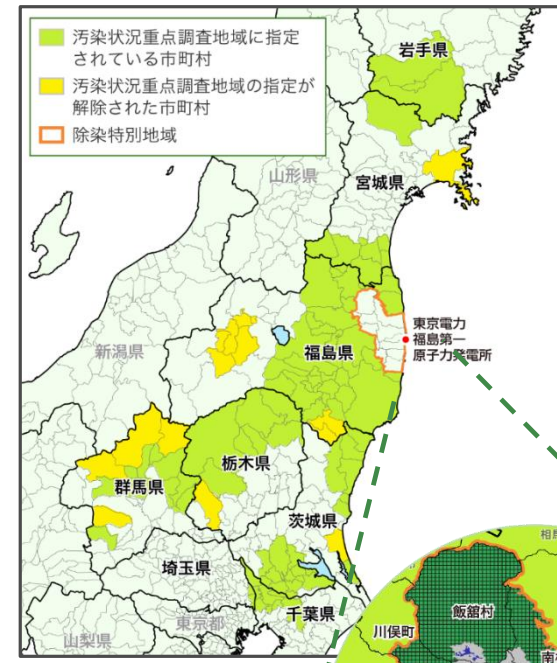 汚染状況重点調査地域に指定
されている市町村
汚染状況重点調査地域の指定が
解除された市町村
除染特別地域
岩手県
山形県
宮城県
新潟県
福島県
東京電力
福島第一
原子力発電所
栃木県
群馬県
茨城県
埼玉県
東京都
千葉県
山梨県
飯舘村
川俣町